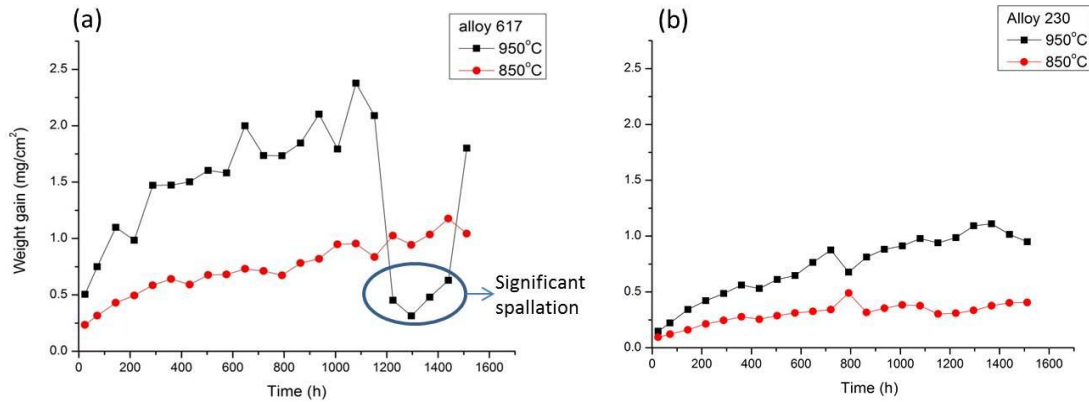 (a)
alloy 617
950°C
850°C
Weight gain (mg/cm²)
2.5
2.0
1.5
1.0
0.5
0.0
0 200 400 600 800 1000 1200 1400 1600
Time (h)
Significant
spallation
(b)
Alloy 230
950°C
850°C
2.5
2.0
1.5
1.0
0.5
0.0
0 200 400 600 800 1000 1200 1400 1600
Time (h)